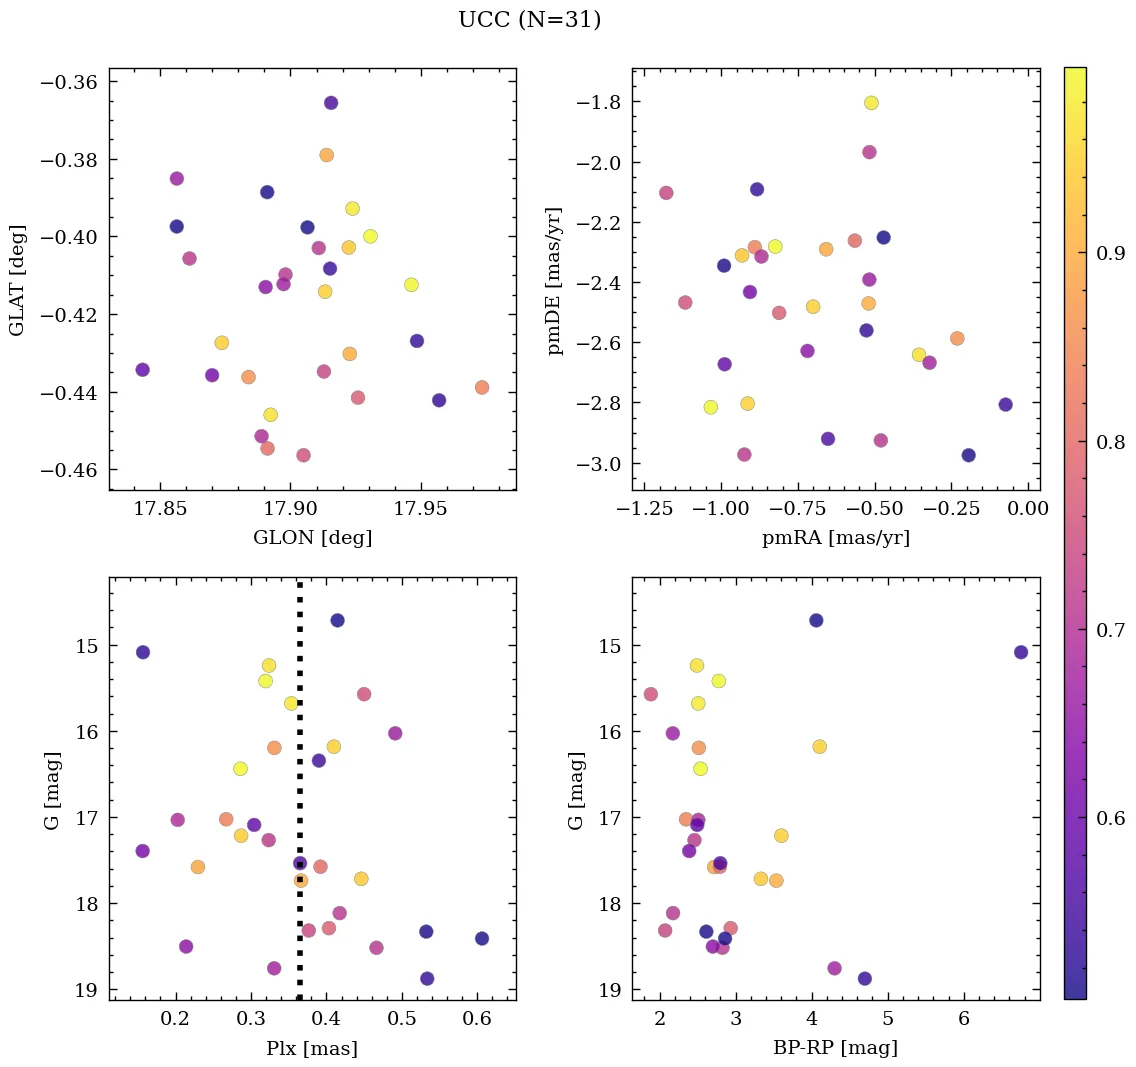 UCC (N=31)
−0.36
−0.38
−0.40
−0.42
−0.44
−0.46
GLAT [deg]
17.85 17.90 17.95
GLON [deg]
−1.8
−2.0
−2.2
−2.4
−2.6
−2.8
−3.0
pmDE [mas/yr]
−1.25 −1.00 −0.75 −0.50 −0.25 0.00
pmRA [mas/yr]
15
16
17
18
19
G [mag]
0.2 0.3 0.4 0.5 0.6
Plx [mas]
15
16
17
18
19
G [mag]
2 3 4 5 6
BP-RP [mag]
0.9
0.8
0.7
0.6